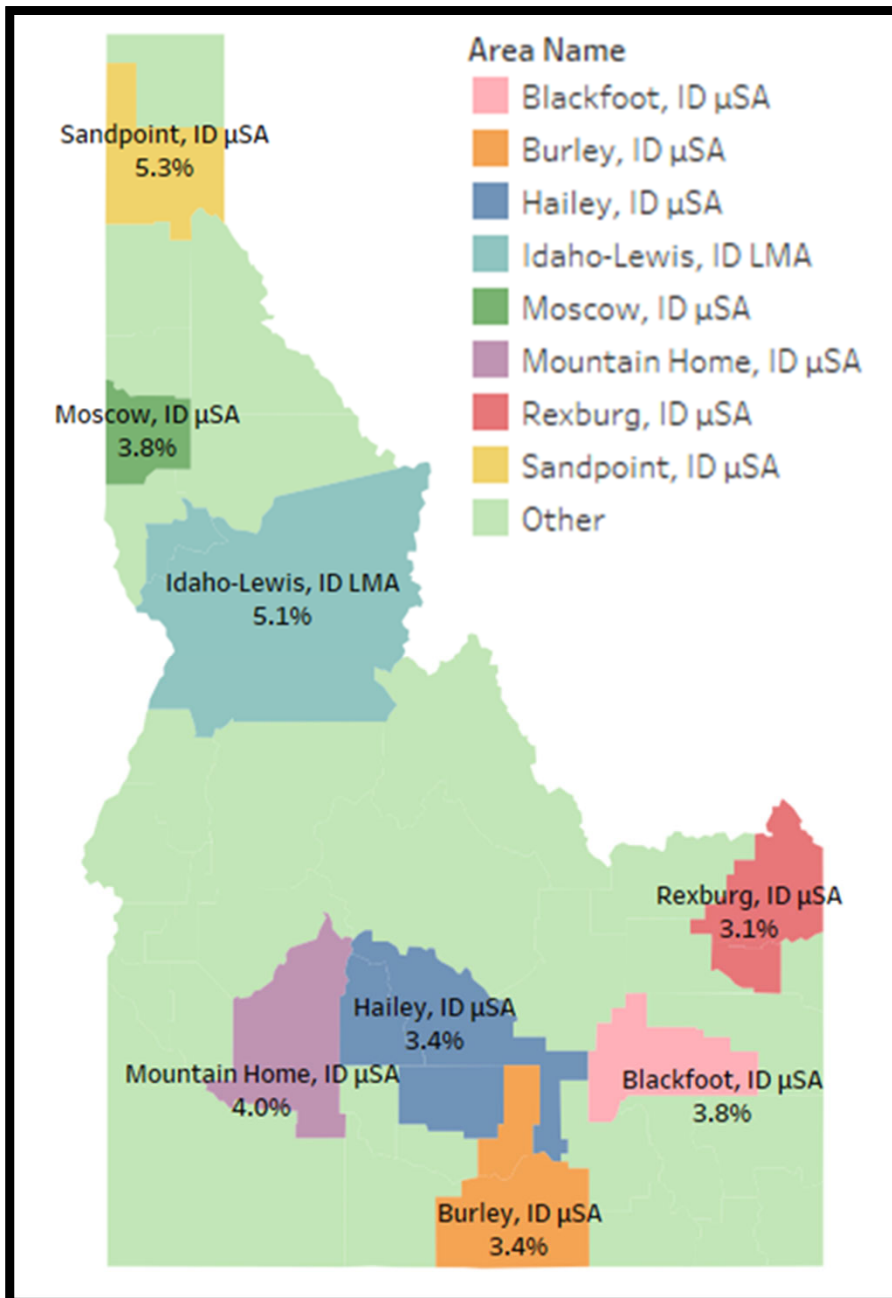 Area Name
Blackfoot, ID µSA
Burley, ID µSA
Hailey, ID µSA
Idaho-Lewis, ID LMA
Moscow, ID µSA
Mountain Home, ID µSA
Rexburg, ID µSA
Sandpoint, ID µSA
Other
Sandpoint, ID µSA
5.3%
Moscow, ID µSA
3.8%
Idaho-Lewis, ID LMA
5.1%
Rexburg, ID µSA
3.1%
Hailey, ID µSA
3.4%
Mountain Home, ID µSA
4.0%
Blackfoot, ID µSA
3.8%
Burley, ID µSA
3.4%